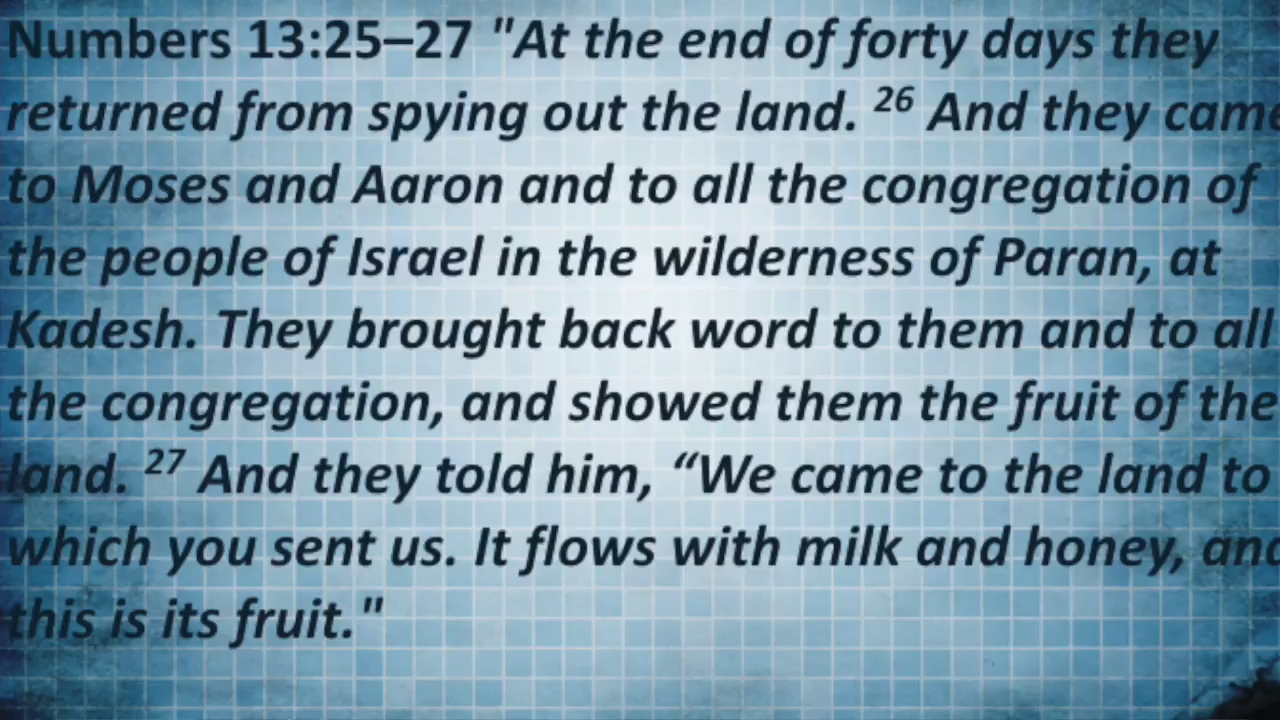 Numbers 13:25–27 "At the end of forty days they
returned from spying out the land. 26 And they came
to Moses and Aaron and to all the congregation of
the people of Israel in the wilderness of Paran, at
Kadesh. They brought back word to them and to all
the congregation, and showed them the fruit of the
land. 27 And they told him, “We came to the land to
which you sent us. It flows with milk and honey, and
this is its fruit."